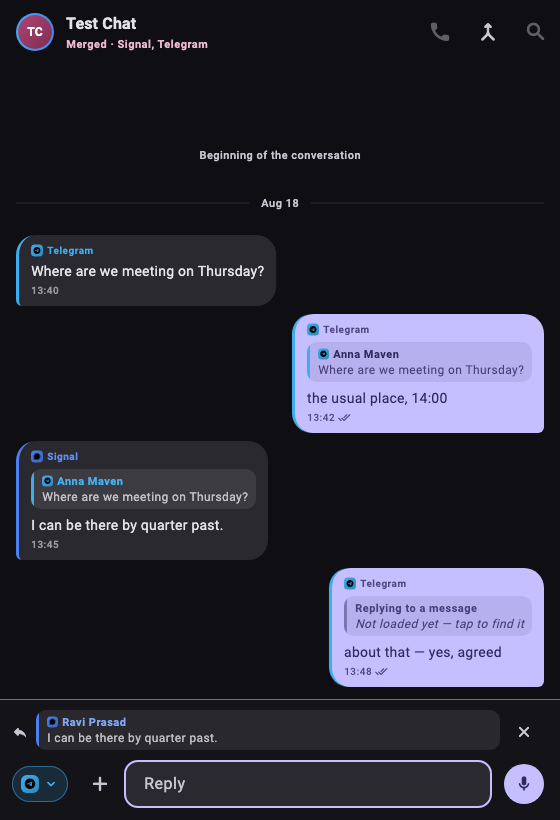 TC
Test Chat
Merged · Signal, Telegram
Beginning of the conversation
Aug 18
Telegram
Where are we meeting on Thursday?
13:40
Telegram
Anna Maven
Where are we meeting on Thursday?
the usual place, 14:00
13:42
Signal
Anna Maven
Where are we meeting on Thursday?
I can be there by quarter past.
13:45
Telegram
Replying to a message
Not loaded yet — tap to find it
about that — yes, agreed
13:48
Ravi Prasad
I can be there by quarter past.
Reply